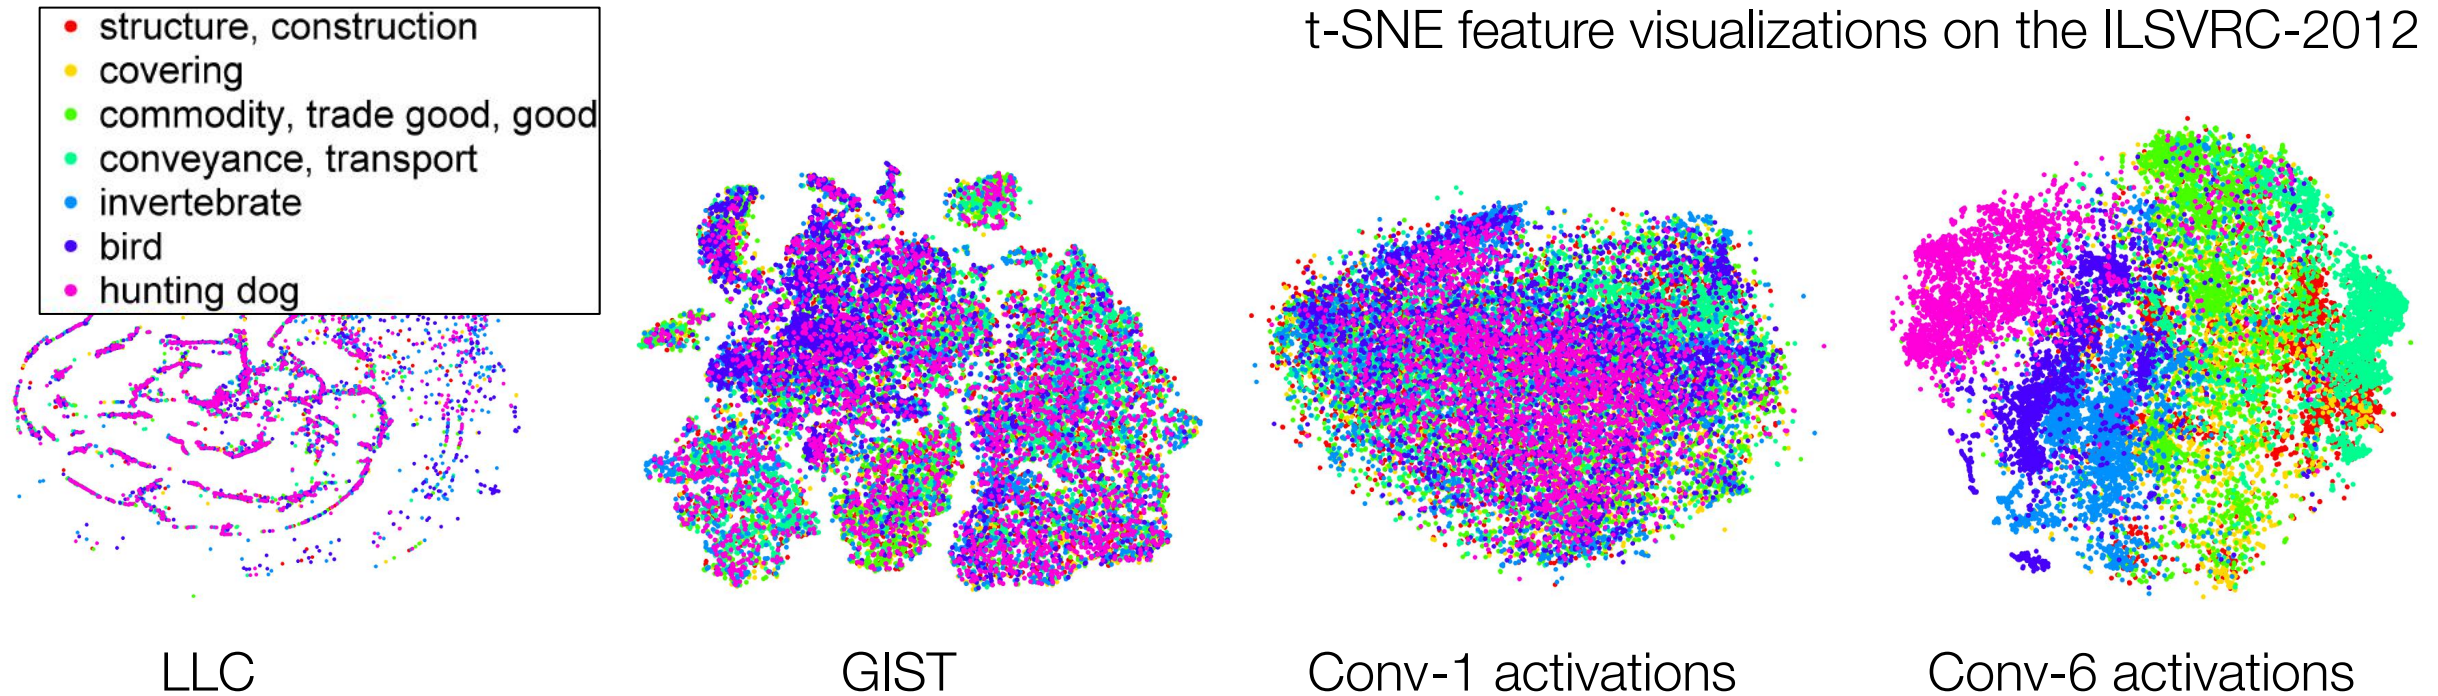 structure, construction
covering
commodity, trade good, good
conveyance, transport
invertebrate
bird
hunting dog
t-SNE feature visualizations on the ILSVRC-2012
LLC
GIST
Conv-1 activations
Conv-6 activations